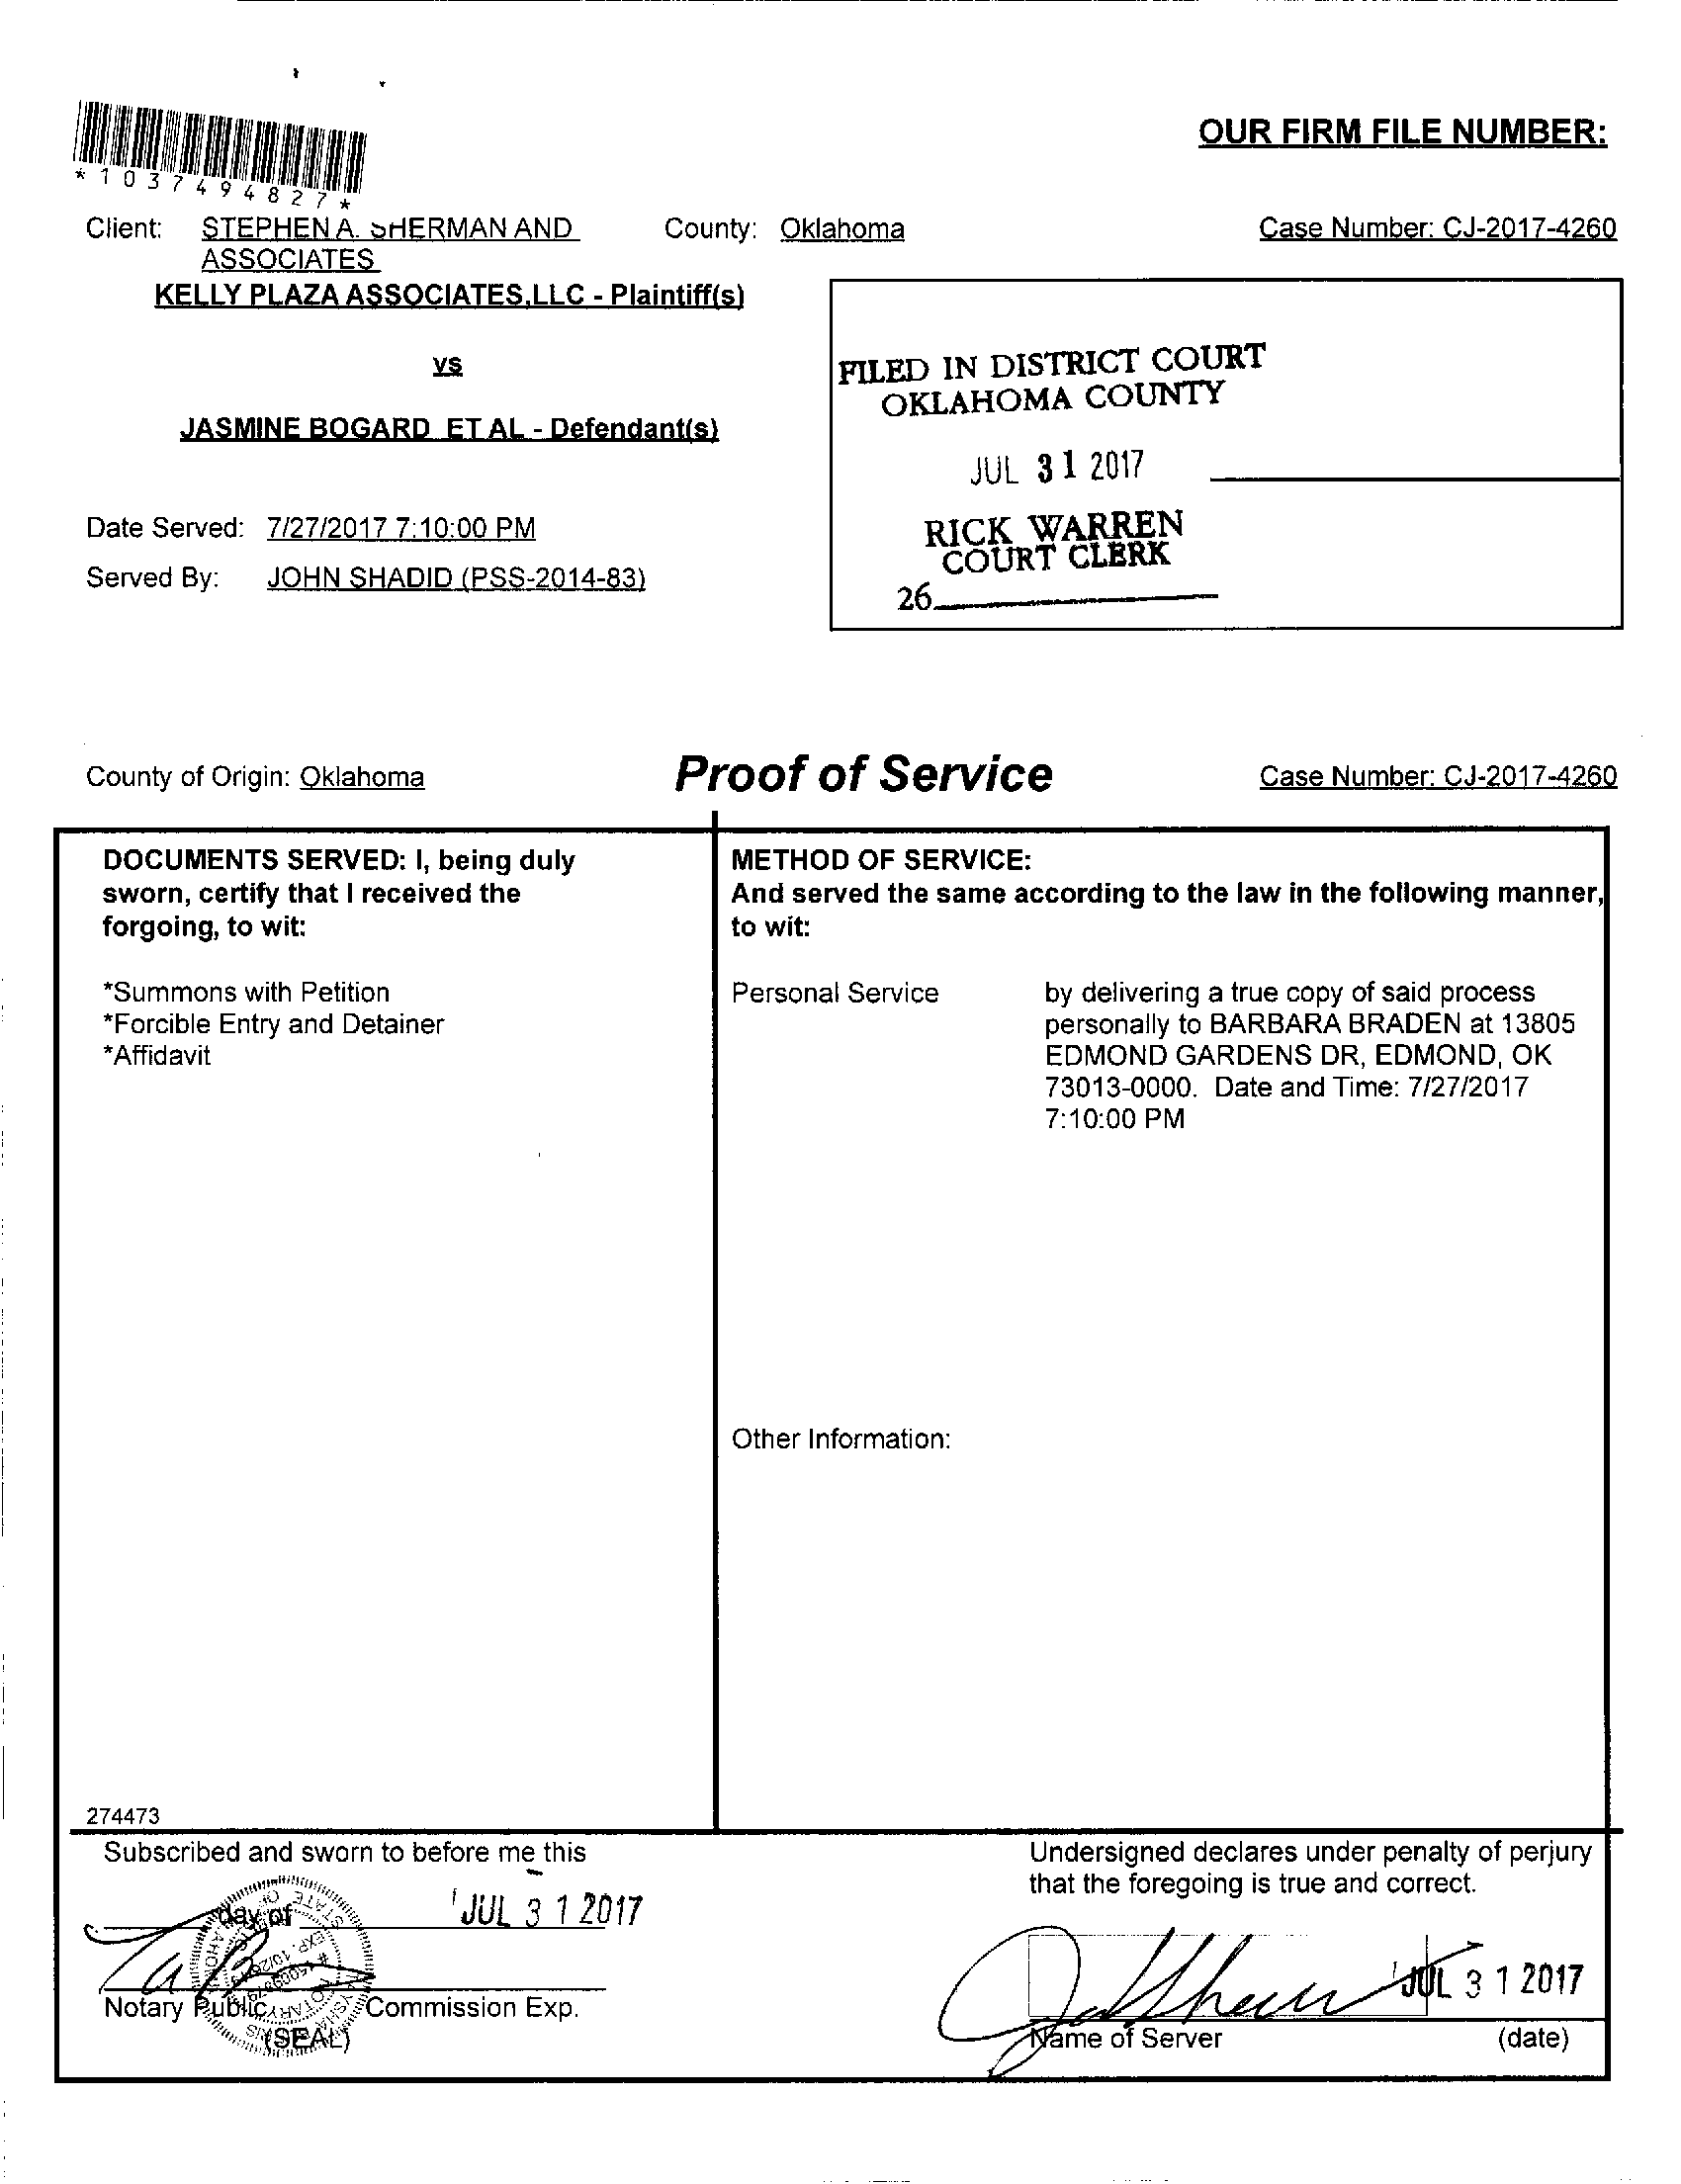 OUR FIRM FILE NUMBER:
*1037494827*
Client: STEPHEN A. SHERMAN AND ASSOCIATES County: Oklahoma Case Number: CJ-2017-4260
KELLY PLAZA ASSOCIATES,LLC - Plaintiff(s)
vs
JASMINE BOGARD ET AL - Defendant(s)
Date Served: 7/27/2017 7:10:00 PM
Served By: JOHN SHADID (PSS-2014-83)
FILED IN DISTRICT COURT
OKLAHOMA COUNTY
JUL 31 2017
RICK WARREN
COURT CLERK
26
County of Origin: Oklahoma Proof of Service Case Number: CJ-2017-4260
DOCUMENTS SERVED: I, being duly
sworn, certify that I received the
forgoing, to wit:
*Summons with Petition
*Forcible Entry and Detainer
*Affidavit
274473
METHOD OF SERVICE:
And served the same according to the law in the following manner,
to wit:
Personal Service by delivering a true copy of said process
personally to BARBARA BRADEN at 13805
EDMOND GARDENS DR, EDMOND, OK
73013-0000. Date and Time: 7/27/2017
7:10:00 PM
Other Information:
Subscribed and sworn to before me this
day of JUL 31 2017
Notary Public Commission Exp.
(SEAL)
Undersigned declares under penalty of perjury
that the foregoing is true and correct.
JUL 31 2017
Name of Server (date)